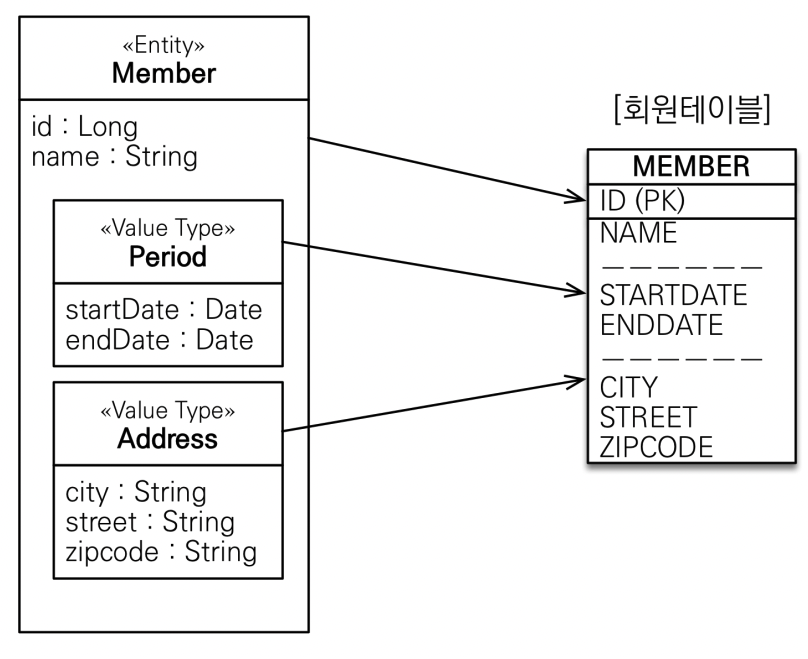 «Entity»
Member
id : Long
name : String
«Value Type»
Period
startDate : Date
endDate : Date
«Value Type»
Address
city : String
street : String
zipcode : String
[회원테이블]
MEMBER
ID (PK)
NAME
STARTDATE
ENDDATE
CITY
STREET
ZIPCODE